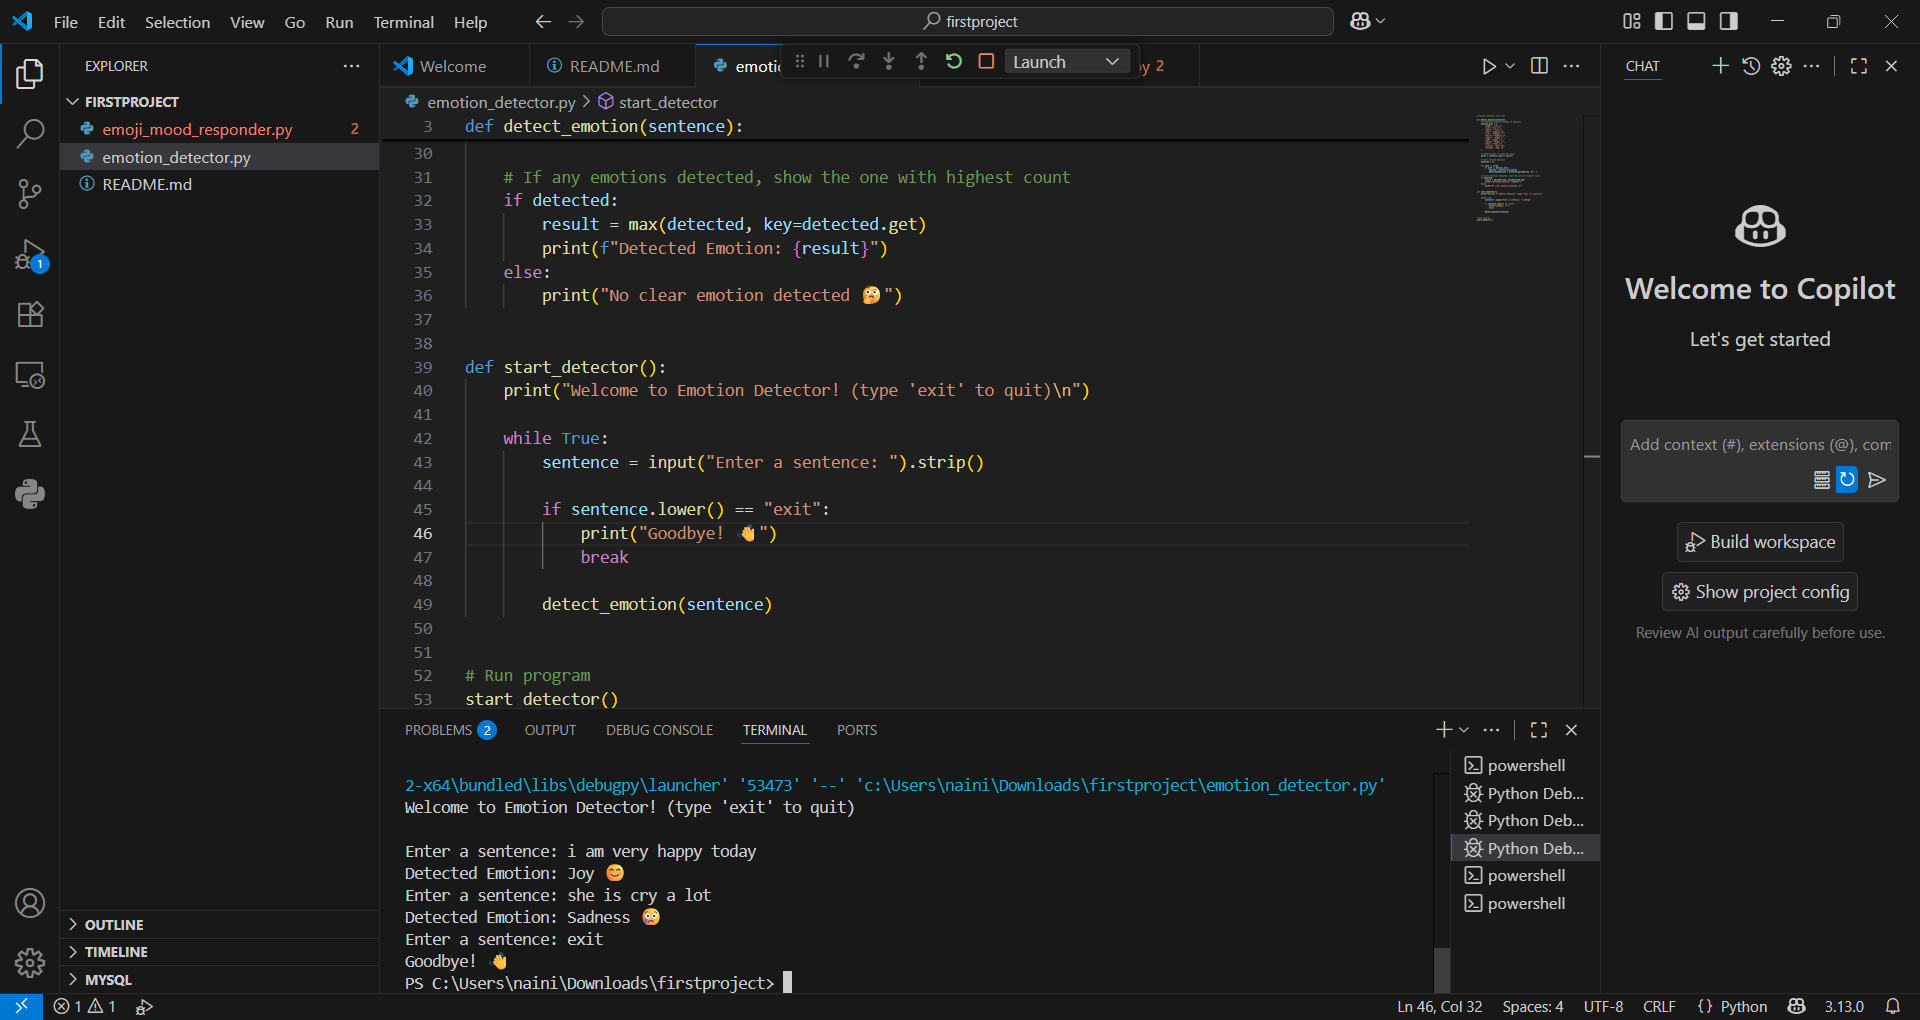 File Edit Selection View Go Run Terminal Help
firstproject
EXPLORER
FIRSTPROJECT
emoji_mood_responder.py 2
emotion_detector.py
README.md
OUTLINE
TIMELINE
MYSQL
Welcome
README.md
emotio
Launch
y 2
emotion_detector.py > start_detector
3 def detect_emotion(sentence):
30
31 # If any emotions detected, show the one with highest count
32 if detected:
33 result = max(detected, key=detected.get)
34 print(f"Detected Emotion: {result}")
35 else:
36 print("No clear emotion detected 🤔")
37
38
39 def start_detector():
40 print("Welcome to Emotion Detector! (type 'exit' to quit)\n")
41
42 while True:
43 sentence = input("Enter a sentence: ").strip()
44
45 if sentence.lower() == "exit":
46 print("Goodbye! 👋")
47 break
48
49 detect_emotion(sentence)
50
51
52 # Run program
53 start_detector()
PROBLEMS 2 OUTPUT DEBUG CONSOLE TERMINAL PORTS
2-x64\bundled\libs\debugpy\launcher' '53473' '--' 'c:\Users\naini\Downloads\firstproject\emotion_detector.py'
Welcome to Emotion Detector! (type 'exit' to quit)
Enter a sentence: i am very happy today
Detected Emotion: Joy 😊
Enter a sentence: she is cry a lot
Detected Emotion: Sadness 😢
Enter a sentence: exit
Goodbye! 👋
PS C:\Users\naini\Downloads\firstproject>
powershell
Python Deb...
Python Deb...
Python Deb...
powershell
powershell
CHAT
Welcome to Copilot
Let's get started
Add context (#), extensions (@), com
Build workspace
Show project config
Review AI output carefully before use.
1
1 1
Ln 46, Col 32 Spaces: 4 UTF-8 CRLF {} Python 3.13.0